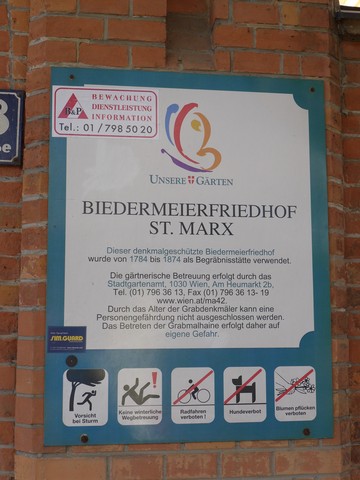 B&P
BEWACHUNG
DIENSTLEISTUNG
INFORMATION
Tel.: 01 / 798 50 20
UNSERE GÄRTEN
BIEDERMEIERFRIEDHOF
ST. MARX
Dieser denkmalgeschützte Biedermeierfriedhof
wurde von 1784 bis 1874 als Begräbnisstätte verwendet.
Die gärtnerische Betreuung erfolgt durch das
Stadtgartenamt, 1030 Wien, Am Heumarkt 2b,
Tel. (01) 796 36 13, Fax (01) 796 36 13- 19
www.wien.at/ma42.
Durch das Alter der Grabdenkmäler kann eine
Personengefährdung nicht ausgeschlossen werden.
Das Betreten der Grabmalhaine erfolgt daher auf
eigene Gefahr.
Vorsicht
bei Sturm
Keine winterliche
Wegbetreuung
Radfahren
verboten !
Hundeverbot
Blumen pflücken
verboten